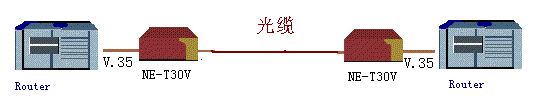 光缆
V.35
NE-T30V
NE-T30V
V.35
Router
Router